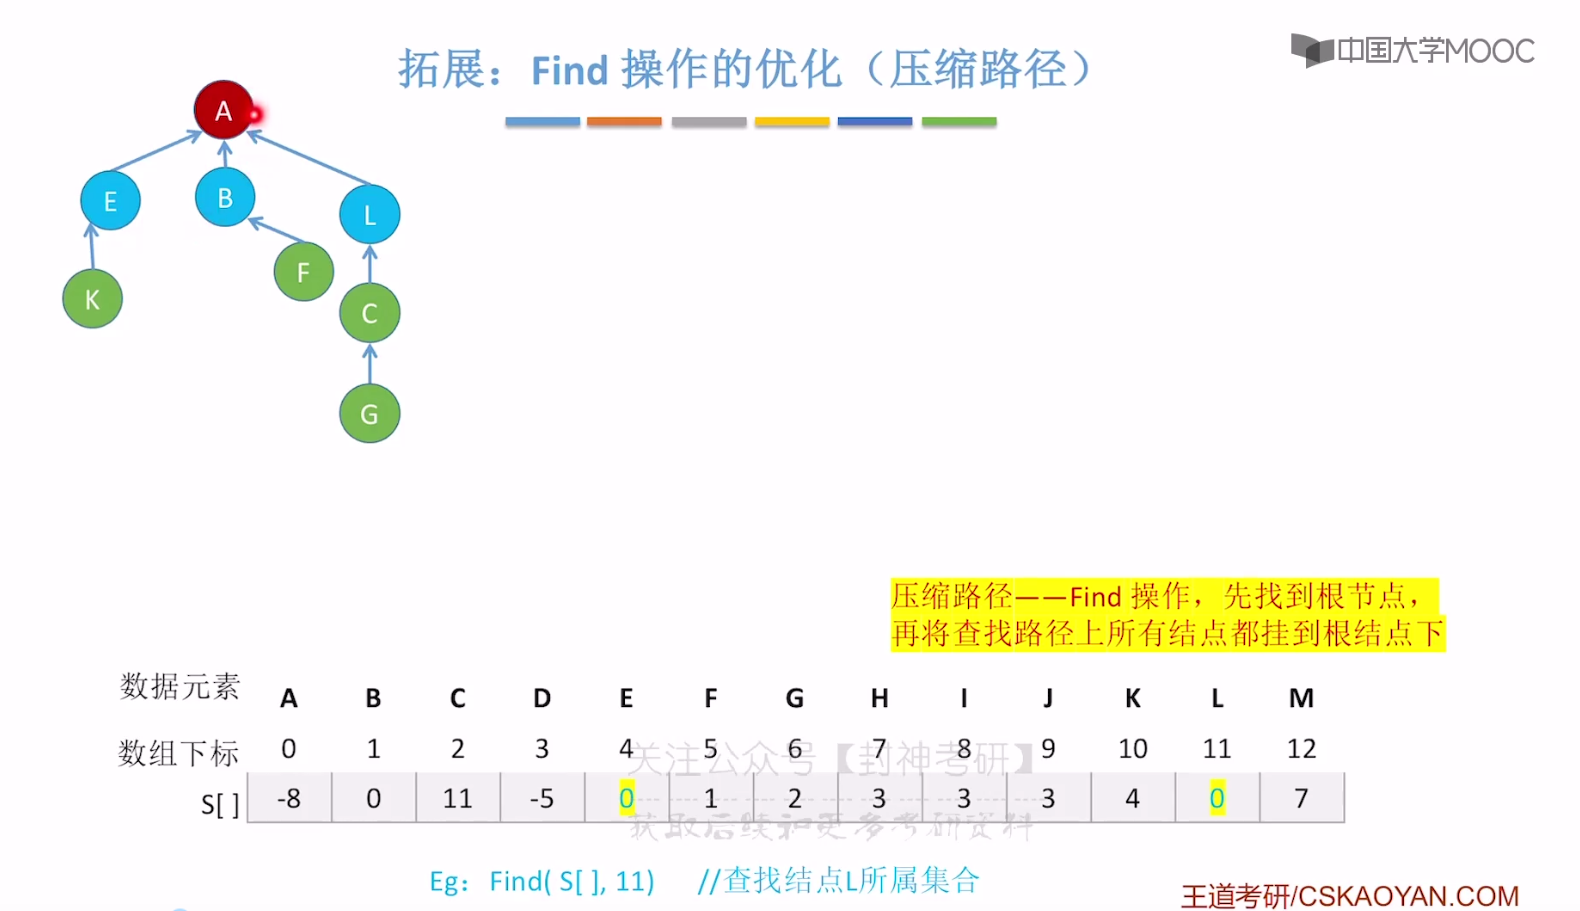 拓展：Find 操作的优化（压缩路径）
中国大学MOOC
A
E
B
L
F
K
C
G
压缩路径——Find 操作，先找到根节点，
再将查找路径上所有结点都挂到根结点下
数据元素 A B C D E F G H I J K L M
数组下标 0 1 2 3 4 5 6 7 8 9 10 11 12
关注公众号【封神考研】
S[ ] -8 0 11 -5 0 1 2 3 3 3 4 0 7
获取后续和更多考研资料
Eg：Find( S[ ], 11) //查找结点L所属集合
王道考研/CSKAOYAN.COM